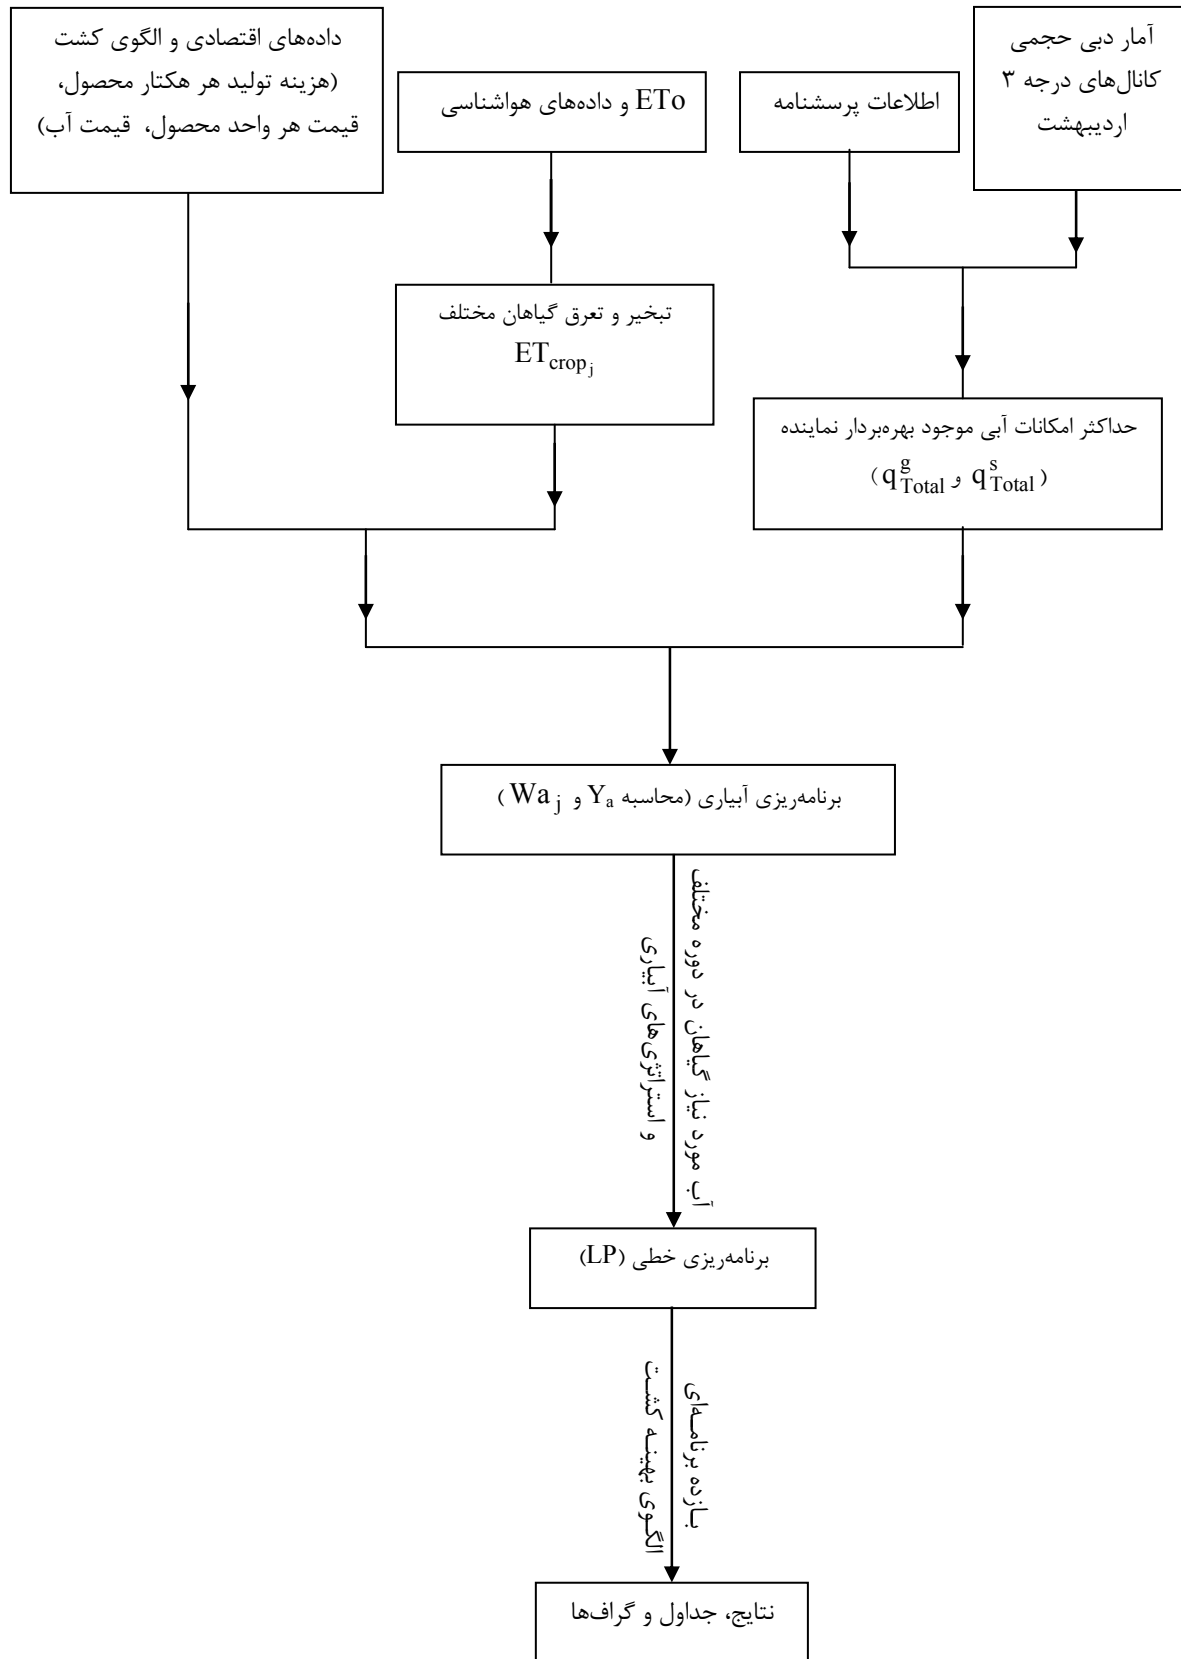 آمار دبی حجمی
کانال‌های درجه ۳
اردیبهشت
اطلاعات پرسشنامه
ETo و داده‌های هواشناسی
داده‌های اقتصادی و الگوی کشت
(هزینه تولید هر هکتار محصول،
قیمت هر واحد محصول، قیمت آب)
تبخیر و تعرق گیاهان مختلف
ET_crop_j
حداکثر امکانات آبی موجود بهره‌بردار نماینده
(q^s_Total و q^g_Total)
برنامه‌ریزی آبیاری (محاسبه Y_a و Wa_j)
آب مورد نیاز گیاهان در دوره مختلف
و استراتژی‌های آبیاری
برنامه‌ریزی خطی (LP)
بازده برنامه‌ای
الگوی بهینه کشت
نتایج، جداول و گراف‌ها